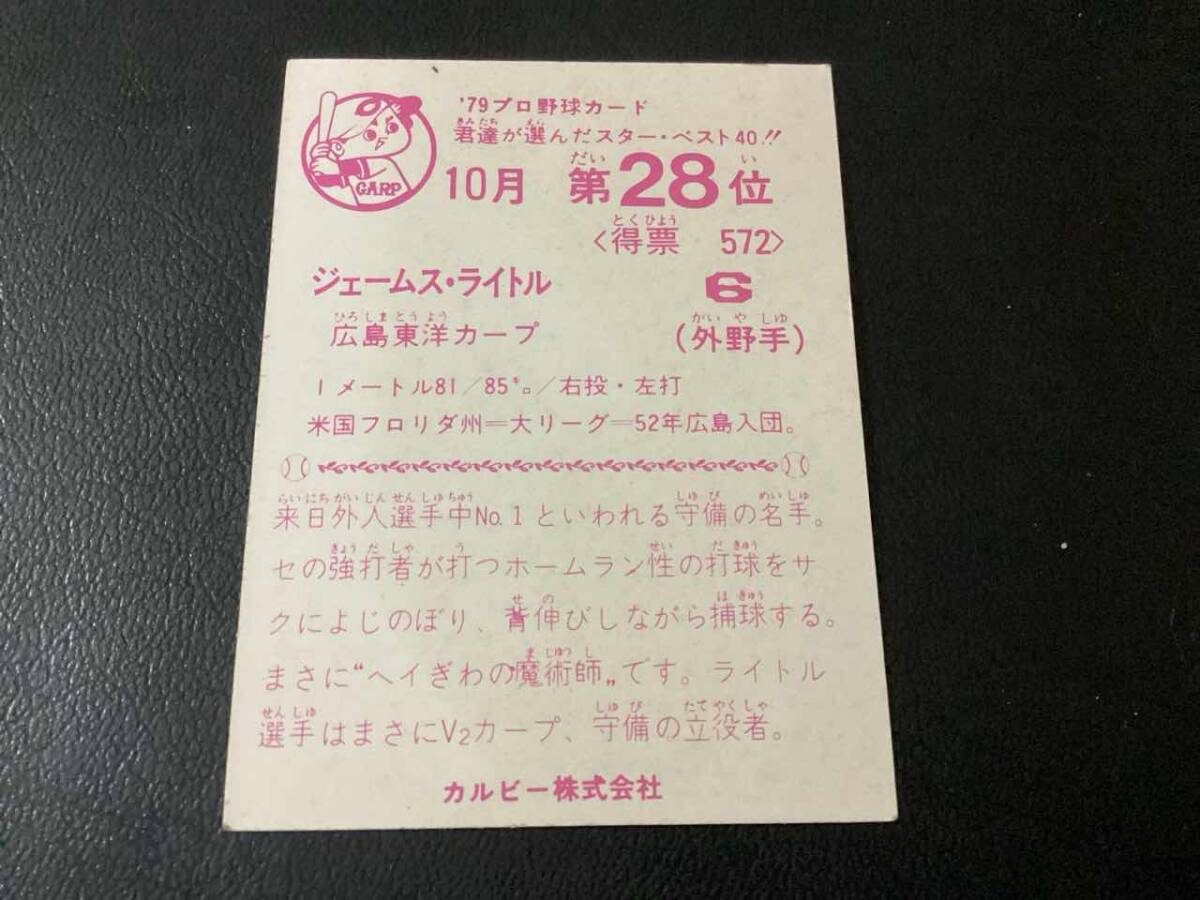 '79プロ野球カード
君達が選んだスター・ベスト40!!
10月 第28位
<得票 572>
CARP
ジェームス・ライトル 6
広島東洋カープ (外野手)
1メートル81/85㌔/右投・左打
米国フロリダ州=大リーグ=52年広島入団。
来日外人選手中No.1といわれる守備の名手。
セの強打者が打つホームラン性の打球をサ
クによじのぼり、背伸びしながら捕球する。
まさに"ヘイぎわの魔術師„です。ライトル
選手はまさにV2カープ、守備の立役者。
カルビー株式会社